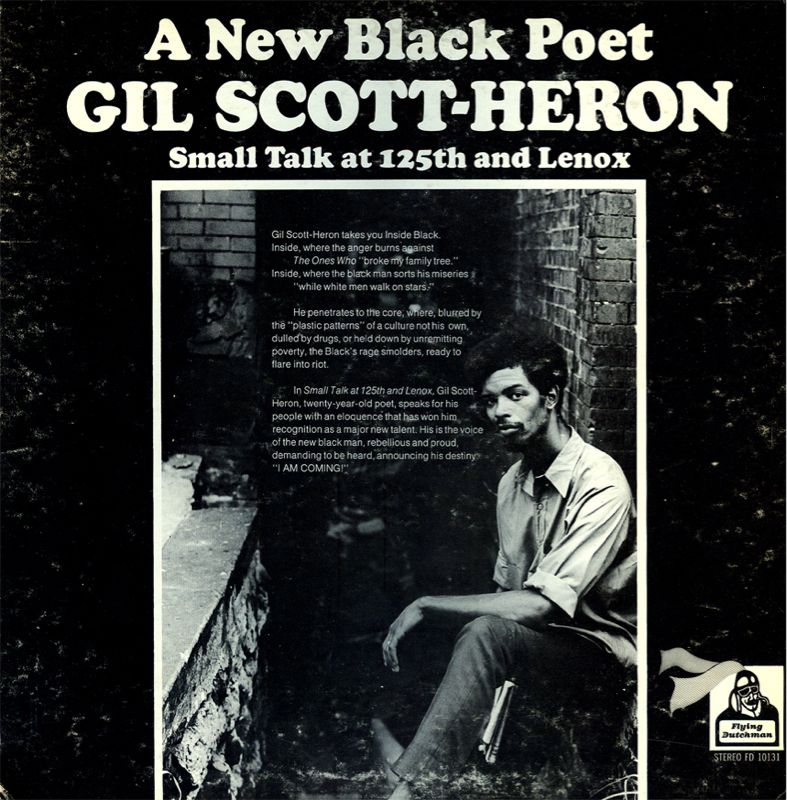 A New Black Poet
GIL SCOTT-HERON
Small Talk at 125th and Lenox
Gil Scott-Heron takes you Inside Black.
Inside, where the anger burns against
The Ones Who "broke my family tree."
Inside, where the black man sorts his miseries
"while white men walk on stars."
He penetrates to the core, where, blurred by
the "plastic patterns" of a culture not his own,
dulled by drugs, or held down by unremitting
poverty, the Black's rage smolders, ready to
flare into riot.
In Small Talk at 125th and Lenox, Gil Scott-
Heron, twenty-year-old poet, speaks for his
people with an eloquence that has won him
recognition as a major new talent. His is the voice
of the new black man, rebellious and proud,
demanding to be heard, announcing his destiny:
"I AM COMING!"
Flying
Dutchman
STEREO FD 10131